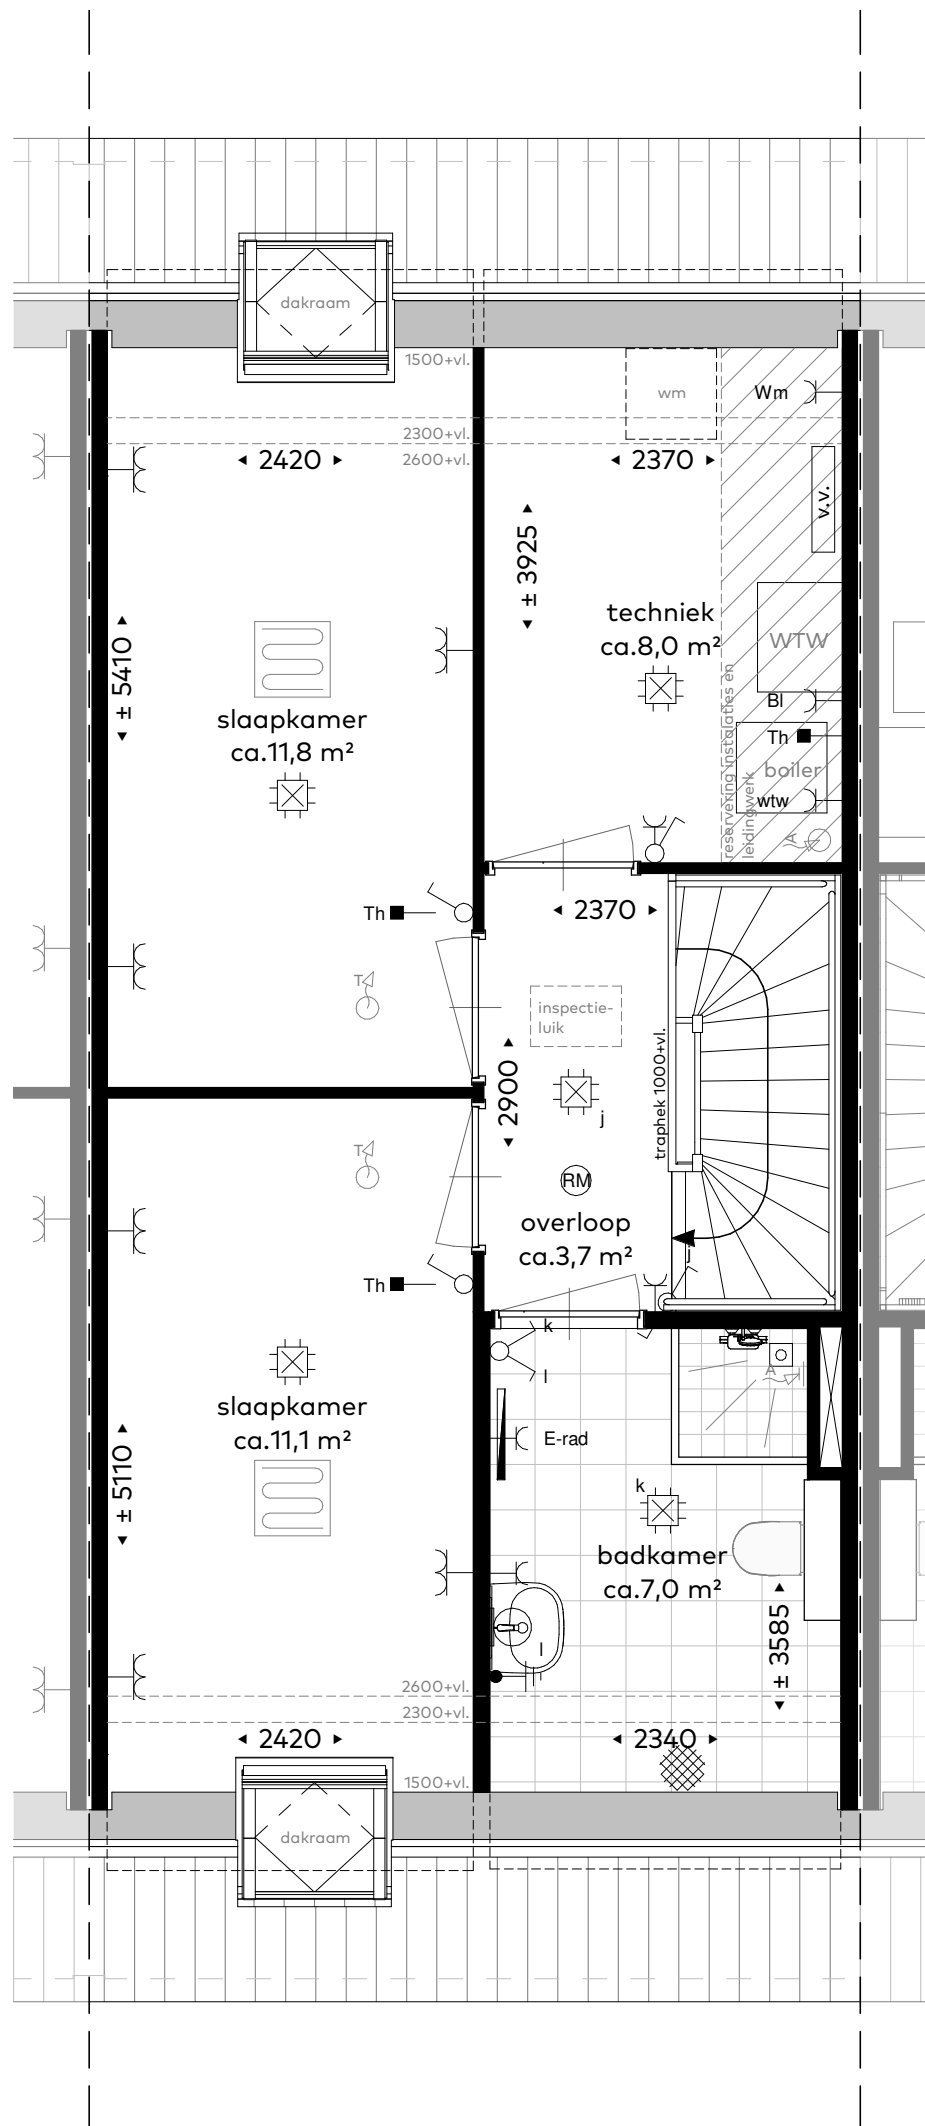 dakraam
1500+vl.
wm
Wm
2300+vl.
2420
2600+vl.
2370
v.v.
± 3925
techniek
ca.8,0 m²
WTW
± 5410
slaapkamer
ca.11,8 m²
reservering instalaties en
leidingwerk
Bl
Th
boiler
wtw
A
Th
2370
T
inspectie-
luik
2900
traphek 1000+vl.
j
T
RM
overloop
ca.3,7 m²
j
Th
k
l
A
slaapkamer
ca.11,1 m²
E-rad
± 5110
k
badkamer
ca.7,0 m²
± 3585
l
2600+vl.
2300+vl.
2420
2340
1500+vl.
dakraam